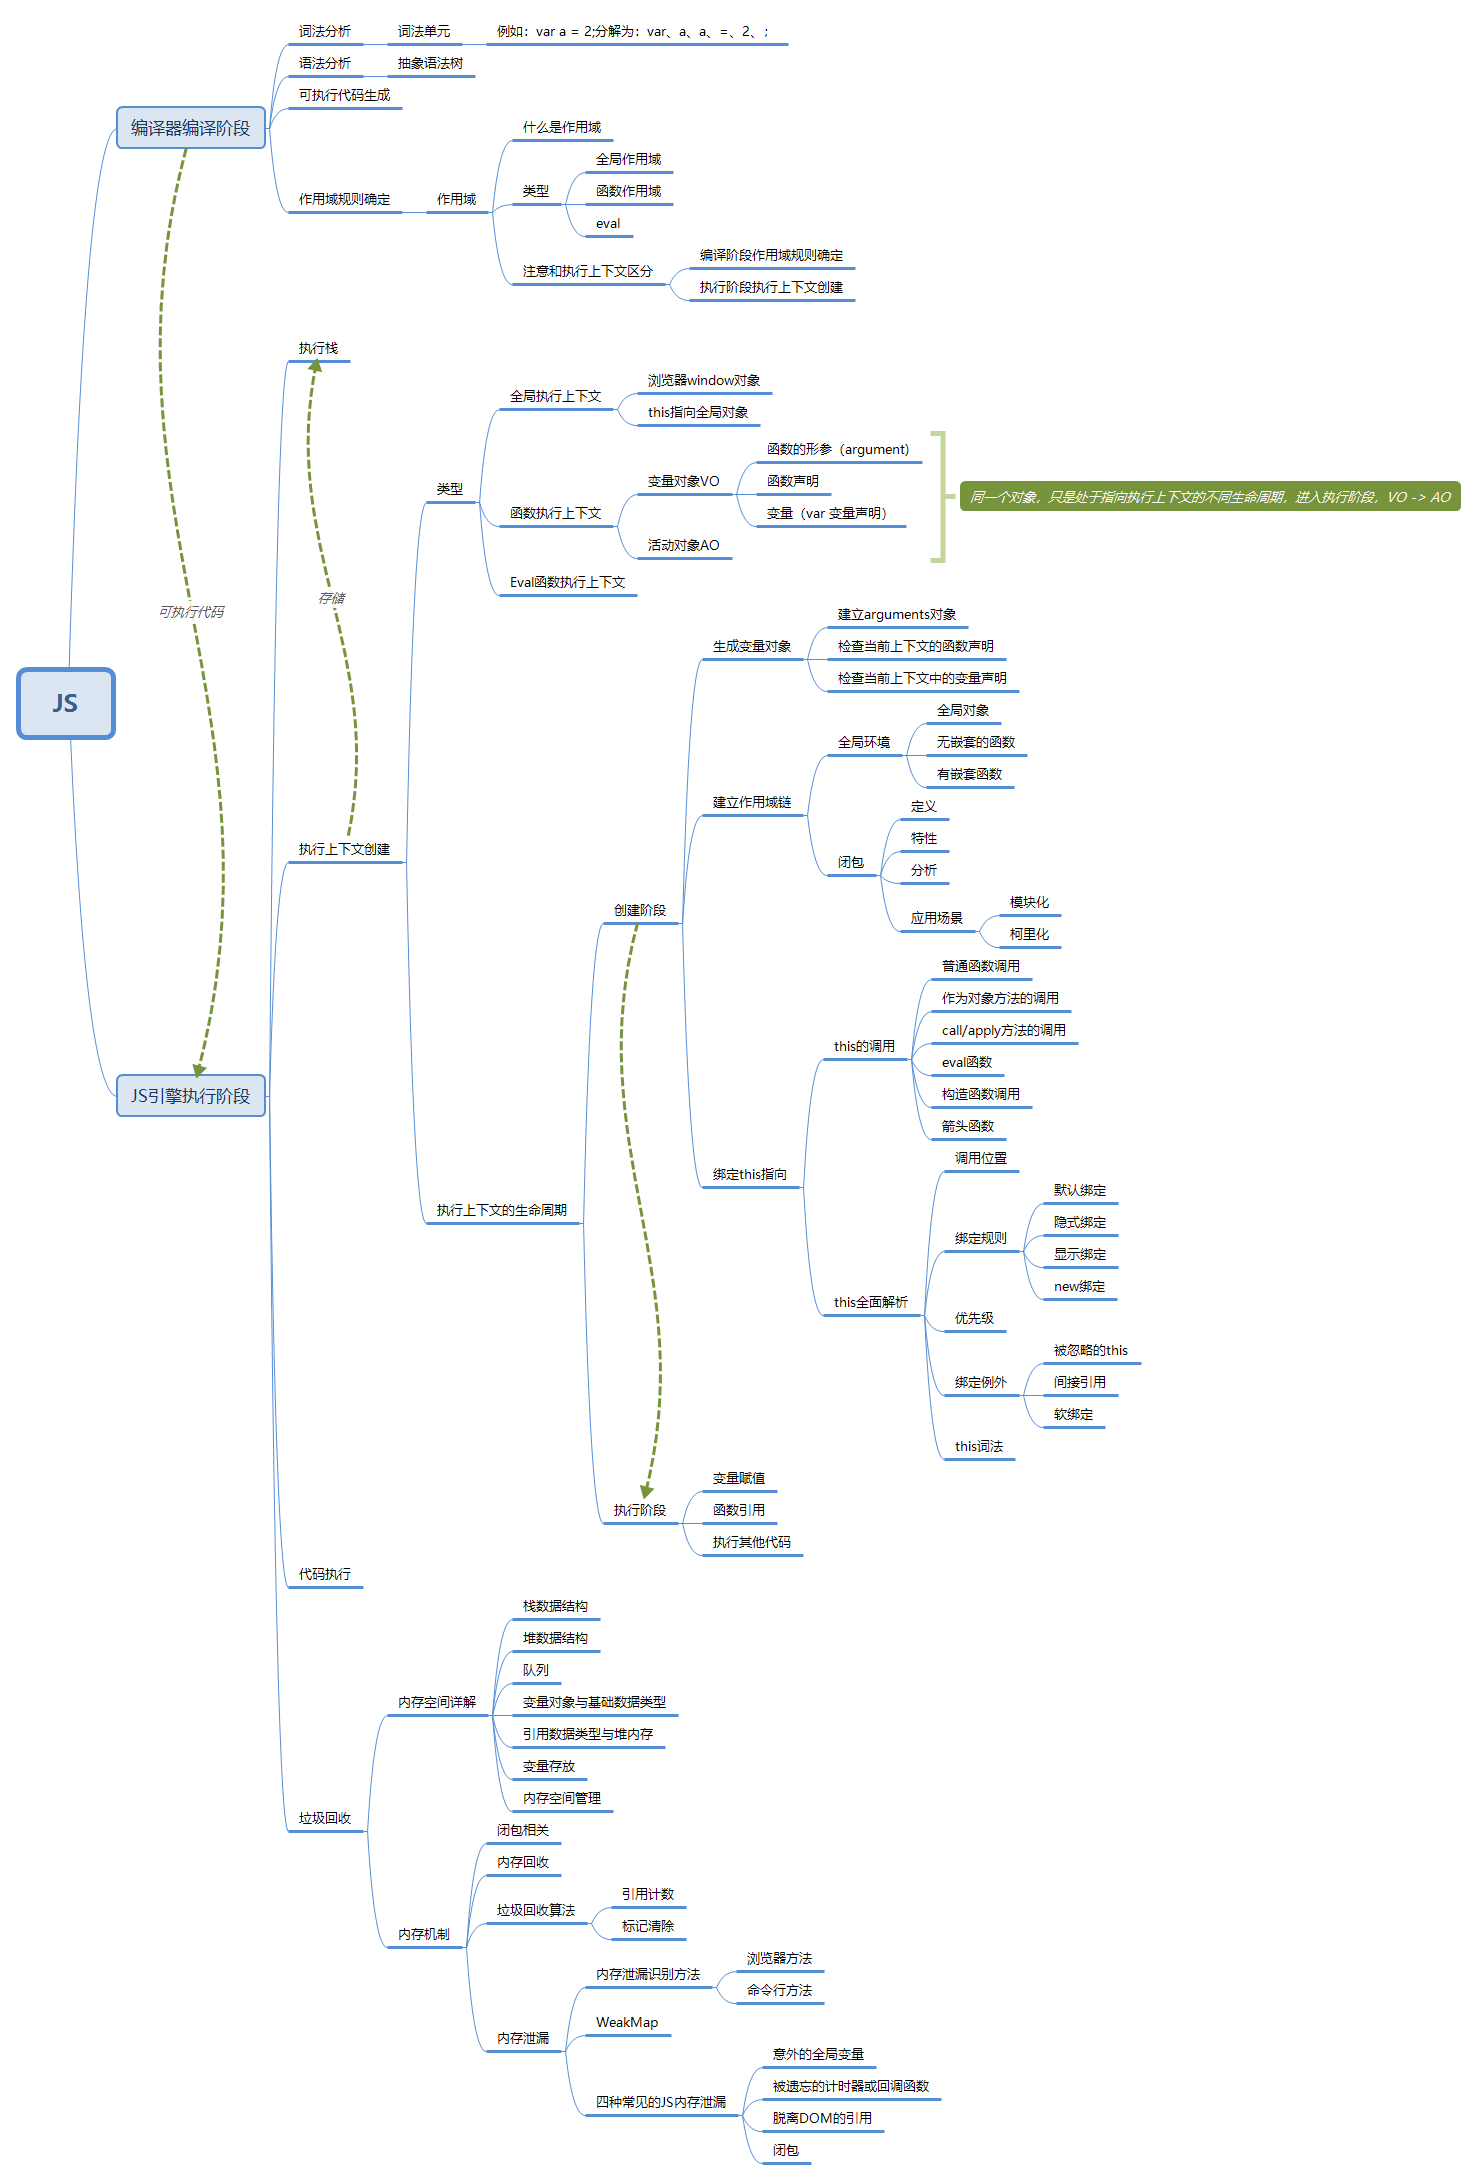 词法分析
词法单元
例如：var a = 2;分解为：var、a、a、=、2、;
语法分析
抽象语法树
可执行代码生成
编译器编译阶段
什么是作用域
全局作用域
类型
函数作用域
作用域规则确定
作用域
eval
编译阶段作用域规则确定
注意和执行上下文区分
执行阶段执行上下文创建
执行栈
浏览器window对象
全局执行上下文
this指向全局对象
函数的形参（argument)
变量对象VO
函数声明
类型
同一个对象，只是处于指向执行上下文的不同生命周期，进入执行阶段，VO -> AO
函数执行上下文
变量（var 变量声明）
活动对象AO
Eval函数执行上下文
存储
可执行代码
建立arguments对象
生成变量对象
检查当前上下文的函数声明
检查当前上下文中的变量声明
JS
全局对象
全局环境
无嵌套的函数
有嵌套函数
建立作用域链
定义
特性
执行上下文创建
闭包
分析
模块化
创建阶段
应用场景
柯里化
普通函数调用
作为对象方法的调用
call/apply方法的调用
this的调用
eval函数
JS引擎执行阶段
构造函数调用
箭头函数
调用位置
绑定this指向
默认绑定
执行上下文的生命周期
隐式绑定
绑定规则
显示绑定
new绑定
this全面解析
优先级
被忽略的this
绑定例外
间接引用
软绑定
this词法
变量赋值
执行阶段
函数引用
执行其他代码
代码执行
栈数据结构
堆数据结构
队列
内存空间详解
变量对象与基础数据类型
引用数据类型与堆内存
变量存放
内存空间管理
垃圾回收
闭包相关
内存回收
引用计数
垃圾回收算法
标记清除
内存机制
浏览器方法
内存泄漏识别方法
命令行方法
WeakMap
内存泄漏
意外的全局变量
被遗忘的计时器或回调函数
四种常见的JS内存泄漏
脱离DOM的引用
闭包